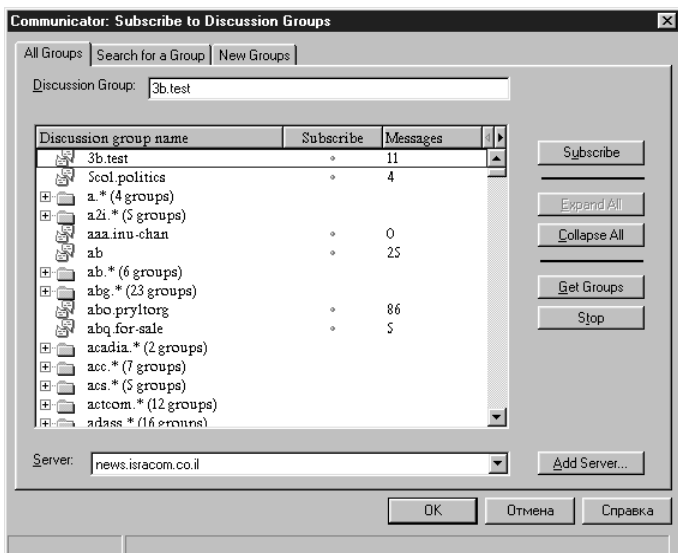 Communicator: Subscribe to Discussion Groups
All Groups Search for a Group New Groups
Discussion Group: 3b.test
Discussion group name Subscribe Messages
3b.test 11
5col.politics 4
a.* (4 groups)
a2i.* (5 groups)
aaa.inu-chan 0
ab 25
ab.* (6 groups)
abg.* (23 groups)
abo.pryltorg 86
abq.for-sale 5
acadia.* (2 groups)
acc.* (7 groups)
acs.* (5 groups)
actcom.* (12 groups)
adass.* (16 groups)
Subscribe
Expand All
Collapse All
Get Groups
Stop
Server: news.isracom.co.il Add Server...
OK Отмена Справка